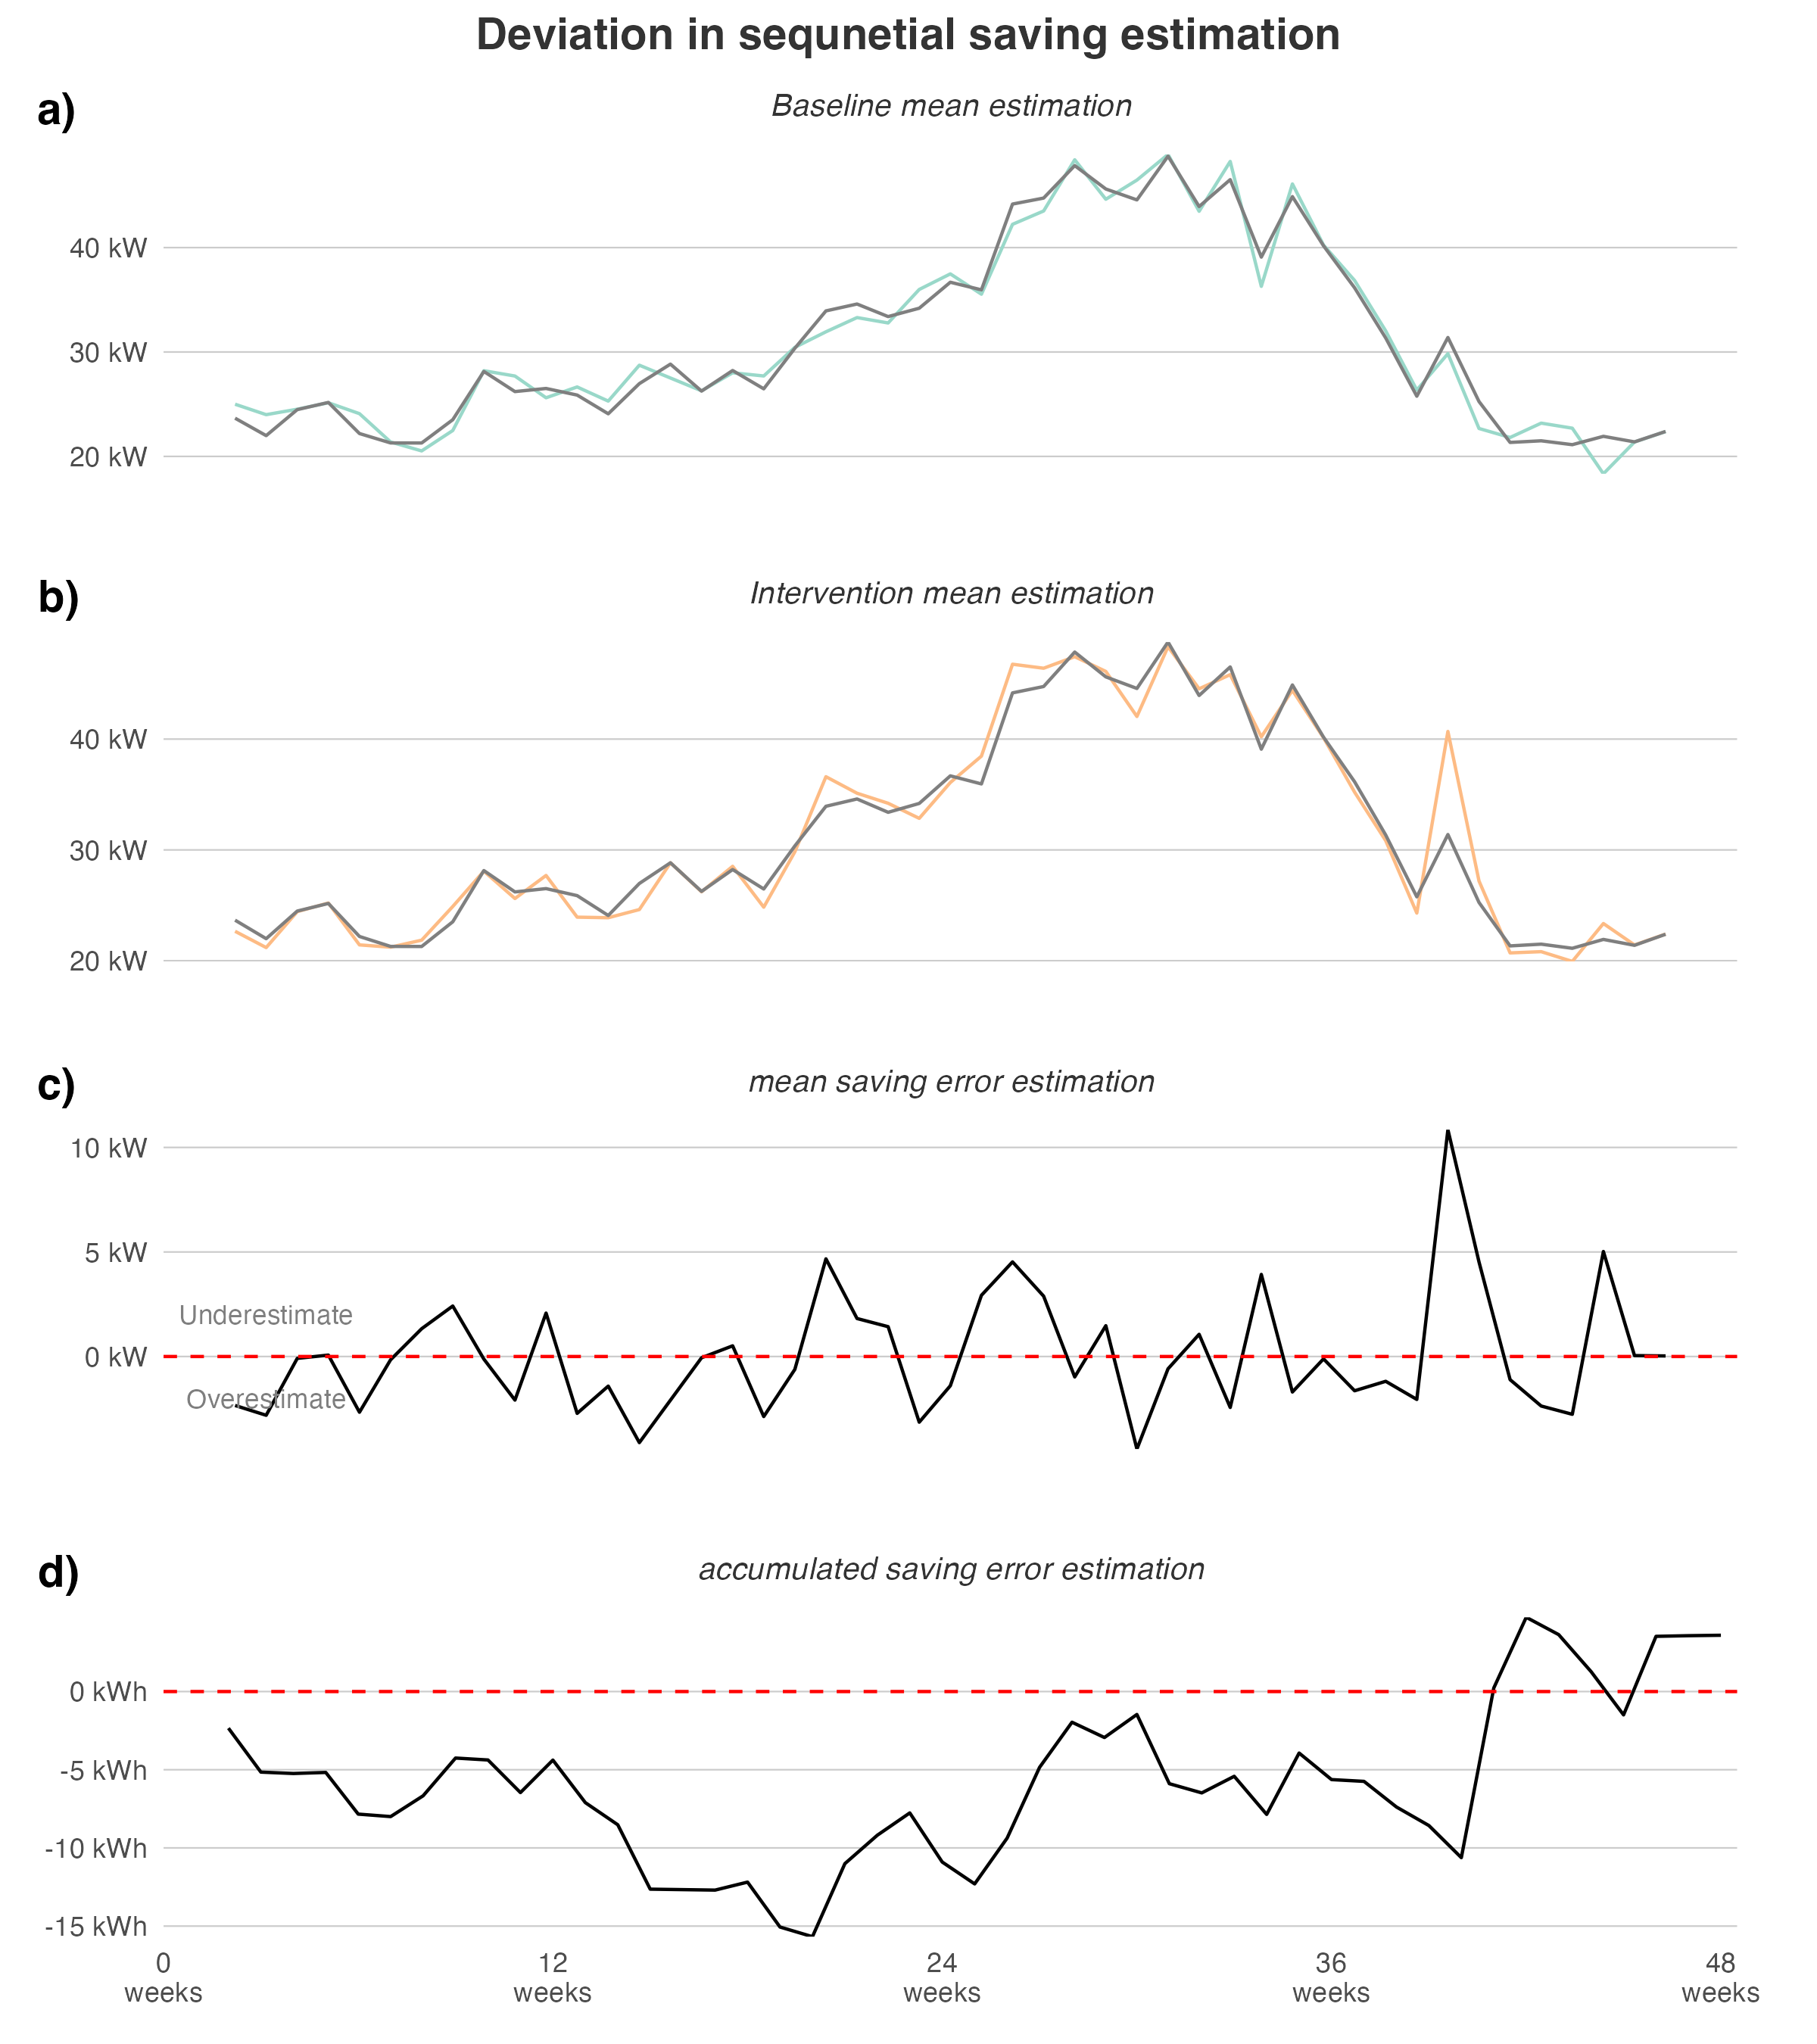 Deviation in sequnetial saving estimation
a)
Baseline mean estimation
40 kW
30 kW
20 kW
b)
Intervention mean estimation
40 kW
30 kW
20 kW
c)
mean saving error estimation
10 kW
5 kW
Underestimate
0 kW
Overestimate
d)
accumulated saving error estimation
0 kWh
-5 kWh
-10 kWh
-15 kWh
0 12 24 36 48
weeks weeks weeks weeks weeks